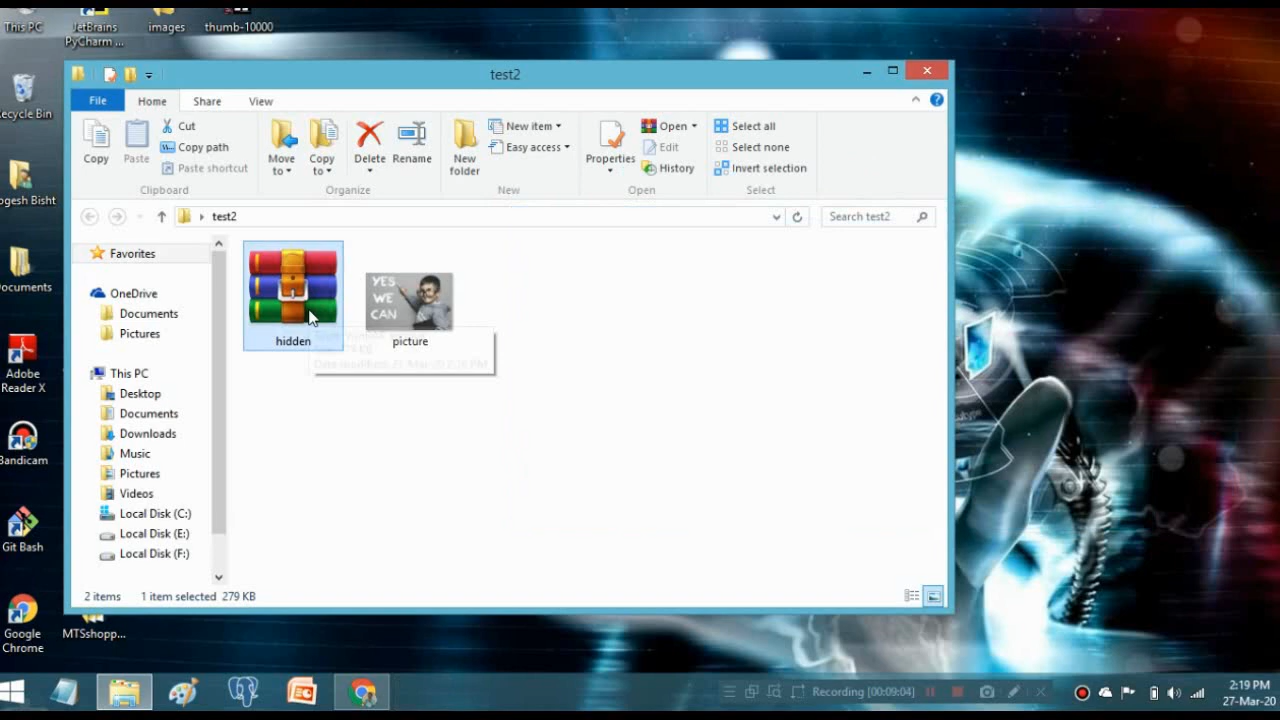 This PC
JetBrains
PyCharm ...
images
thumb-10000
Recycle Bin
ogesh Bisht
Documents
Adobe
Reader X
Bandicam
Git Bash
Google
Chrome
MTSshopp...
test2
File
Home
Share
View
Copy
Paste
Cut
Copy path
Paste shortcut
Clipboard
Move
to
Copy
to
Delete
Rename
Organize
New
folder
New item
Easy access
New
Properties
Open
Edit
History
Open
Select all
Select none
Invert selection
Select
test2
Search test2
Favorites
OneDrive
Documents
Pictures
This PC
Desktop
Documents
Downloads
Music
Pictures
Videos
Local Disk (C:)
Local Disk (E:)
Local Disk (F:)
YES
WE
CAN
hidden
picture
2 items
1 item selected 279 KB
Recording [00:09:04]
2:19 PM
27-Mar-20